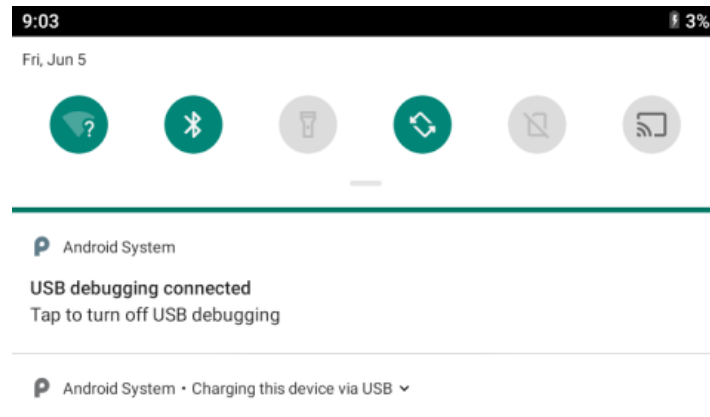 9:03 3%
Fri, Jun 5
?
Android System
USB debugging connected
Tap to turn off USB debugging
Android System • Charging this device via USB